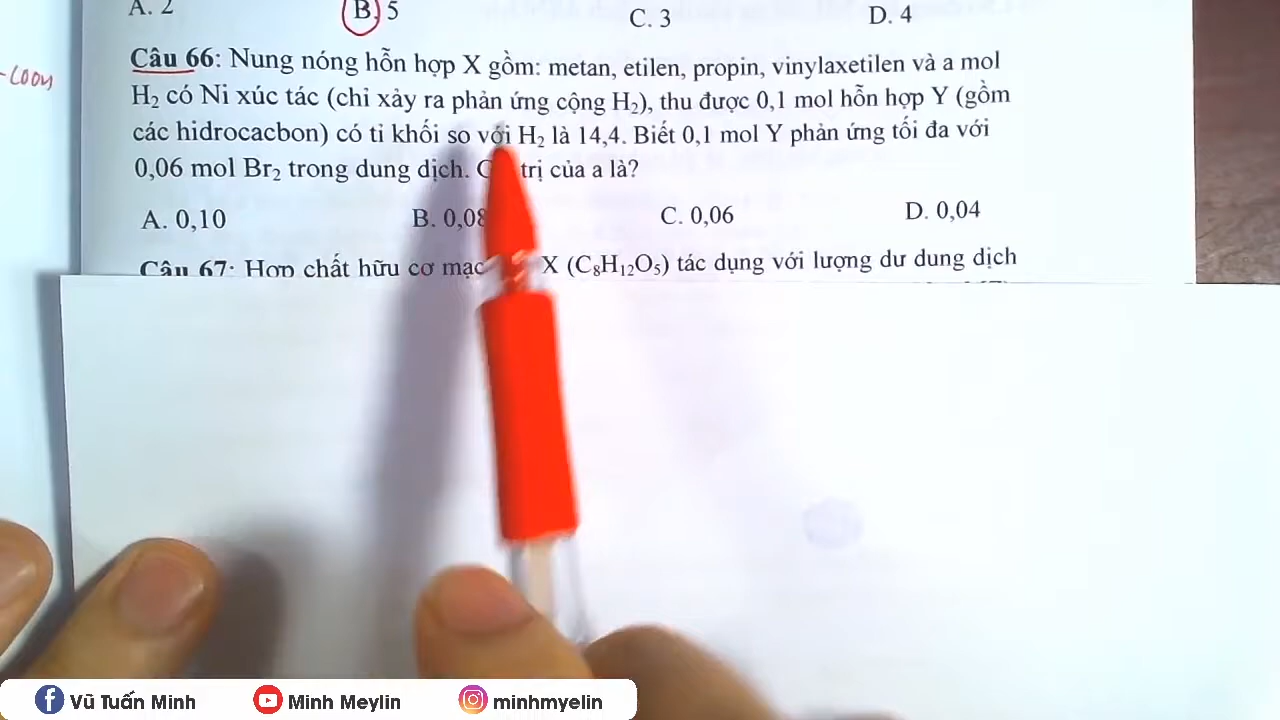 A. 2 B. 5 C. 3 D. 4
-COOH
Câu 66: Nung nóng hỗn hợp X gồm: metan, etilen, propin, vinylaxetilen và a mol
H₂ có Ni xúc tác (chỉ xảy ra phản ứng cộng H₂), thu được 0,1 mol hỗn hợp Y (gồm
các hidrocacbon) có tỉ khối so với H₂ là 14,4. Biết 0,1 mol Y phản ứng tối đa với
0,06 mol Br₂ trong dung dịch. trị của a là?
A. 0,10 B. 0,08 C. 0,06 D. 0,04
Câu 67: Hợp chất hữu cơ mạc X (C₈H₁₂O₅) tác dụng với lượng dư dung dịch
Vũ Tuấn Minh Minh Meylin minhmyelin